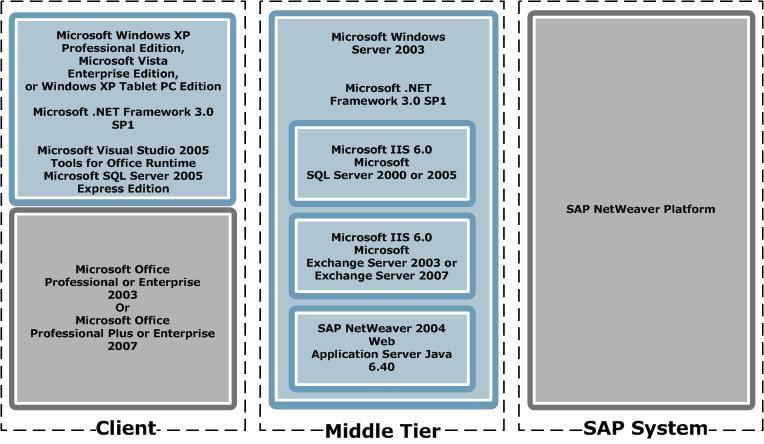 Microsoft Windows XP
Professional Edition,
Microsoft Vista
Enterprise Edition,
or Windows XP Tablet PC Edition
Microsoft .NET Framework 3.0
SP1
Microsoft Visual Studio 2005
Tools for Office Runtime
Microsoft SQL Server 2005
Express Edition
Microsoft Office
Professional or Enterprise
2003
Or
Microsoft Office
Professional Plus or Enterprise
2007
Client
Microsoft Windows
Server 2003
Microsoft .NET
Framework 3.0 SP1
Microsoft IIS 6.0
Microsoft
SQL Server 2000 or 2005
Microsoft IIS 6.0
Microsoft
Exchange Server 2003 or
Exchange Server 2007
SAP NetWeaver 2004
Web
Application Server Java
6.40
Middle Tier
SAP NetWeaver Platform
SAP System